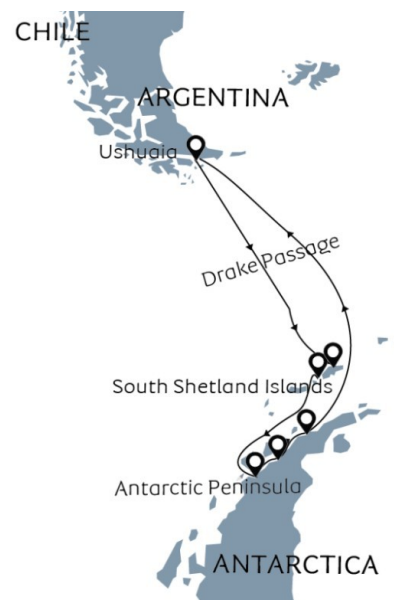 CHILE
ARGENTINA
Ushuaia
Drake Passage
South Shetland Islands
Antarctic Peninsula
ANTARCTICA